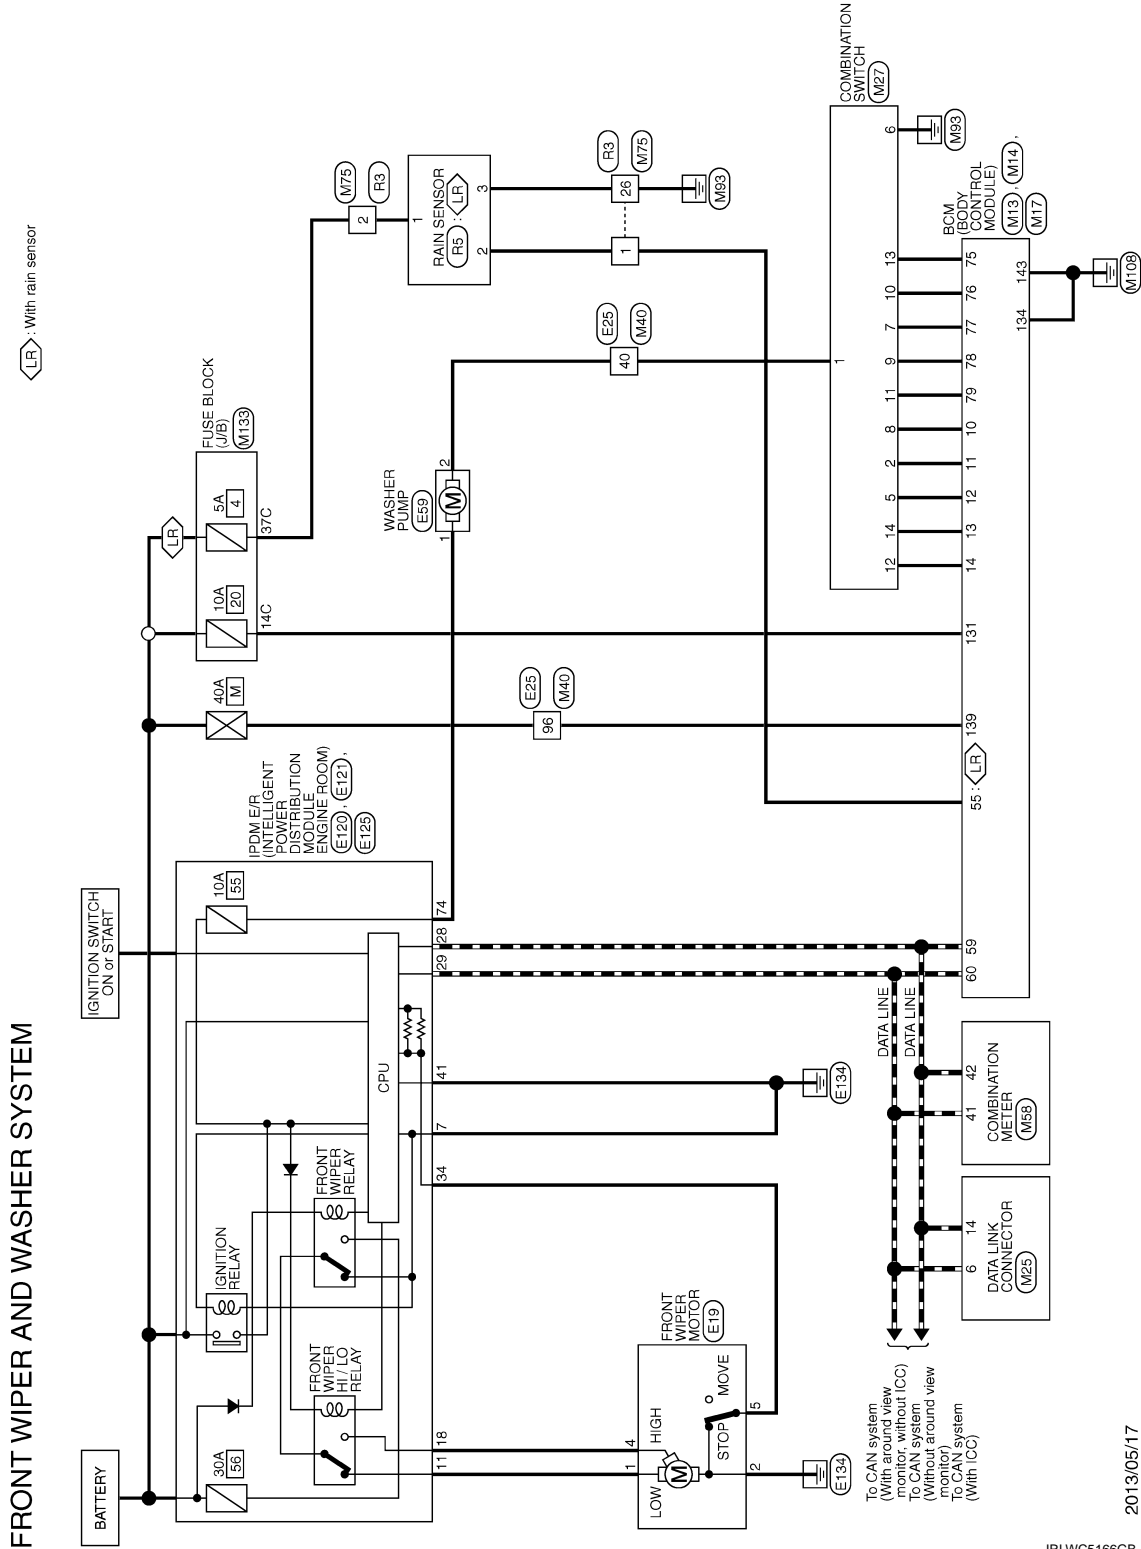 FRONT WIPER AND WASHER SYSTEM
LR : With rain sensor
BATTERY
IGNITION SWITCH
ON or START
30A
56
IGNITION
RELAY
FRONT
WIPER
HI / LO
RELAY
FRONT
WIPER
RELAY
CPU
10A
55
IPDM E/R
(INTELLIGENT
POWER
DISTRIBUTION
MODULE
ENGINE ROOM)
E120 , E121 ,
E125
11
18
34
7
41
29
28
74
40A
M
FUSE BLOCK
(J/B)
M133
10A
20
5A
4
LR
14C
37C
M75
R3
2
1
RAIN SENSOR
R5 : LR
2
3
R3
M75
1
26
M93
WASHER
PUMP
E59
1
M
2
E25
M40
96
E25
M40
40
FRONT
WIPER
MOTOR
E19
1
4
LOW
HIGH
M
STOP
MOVE
2
5
E134
E134
COMBINATION
SWITCH
M27
1
6
M93
12
14
5
2
8
11
9
7
10
13
14
13
12
11
10
79
78
77
76
75
BCM
(BODY
CONTROL
MODULE)
M13 , M14 ,
M17
60
59
55 : LR
139
131
134
143
M108
DATA LINE
DATA LINE
DATA LINK
CONNECTOR
M25
6
14
COMBINATION
METER
M58
41
42
To CAN system
(With around view
monitor, without ICC)
To CAN system
(Without around view
monitor)
To CAN system
(With ICC)
2013/05/17